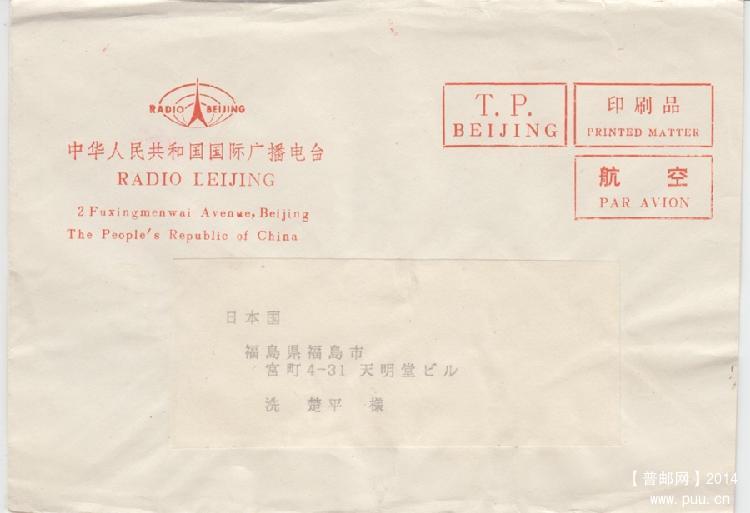 RADIO BEIJING
中华人民共和国国际广播电台
RADIO BEIJING
2 Fuxingmenwai Avenue, Beijing
The People's Republic of China
T. P.
BEIJING
印刷品
PRINTED MATTER
航 空
PAR AVION
日本国
福島県福島市
宮町4-31 天明堂ビル
冼 楚平 様
【普邮网】2014
www.puu.cn